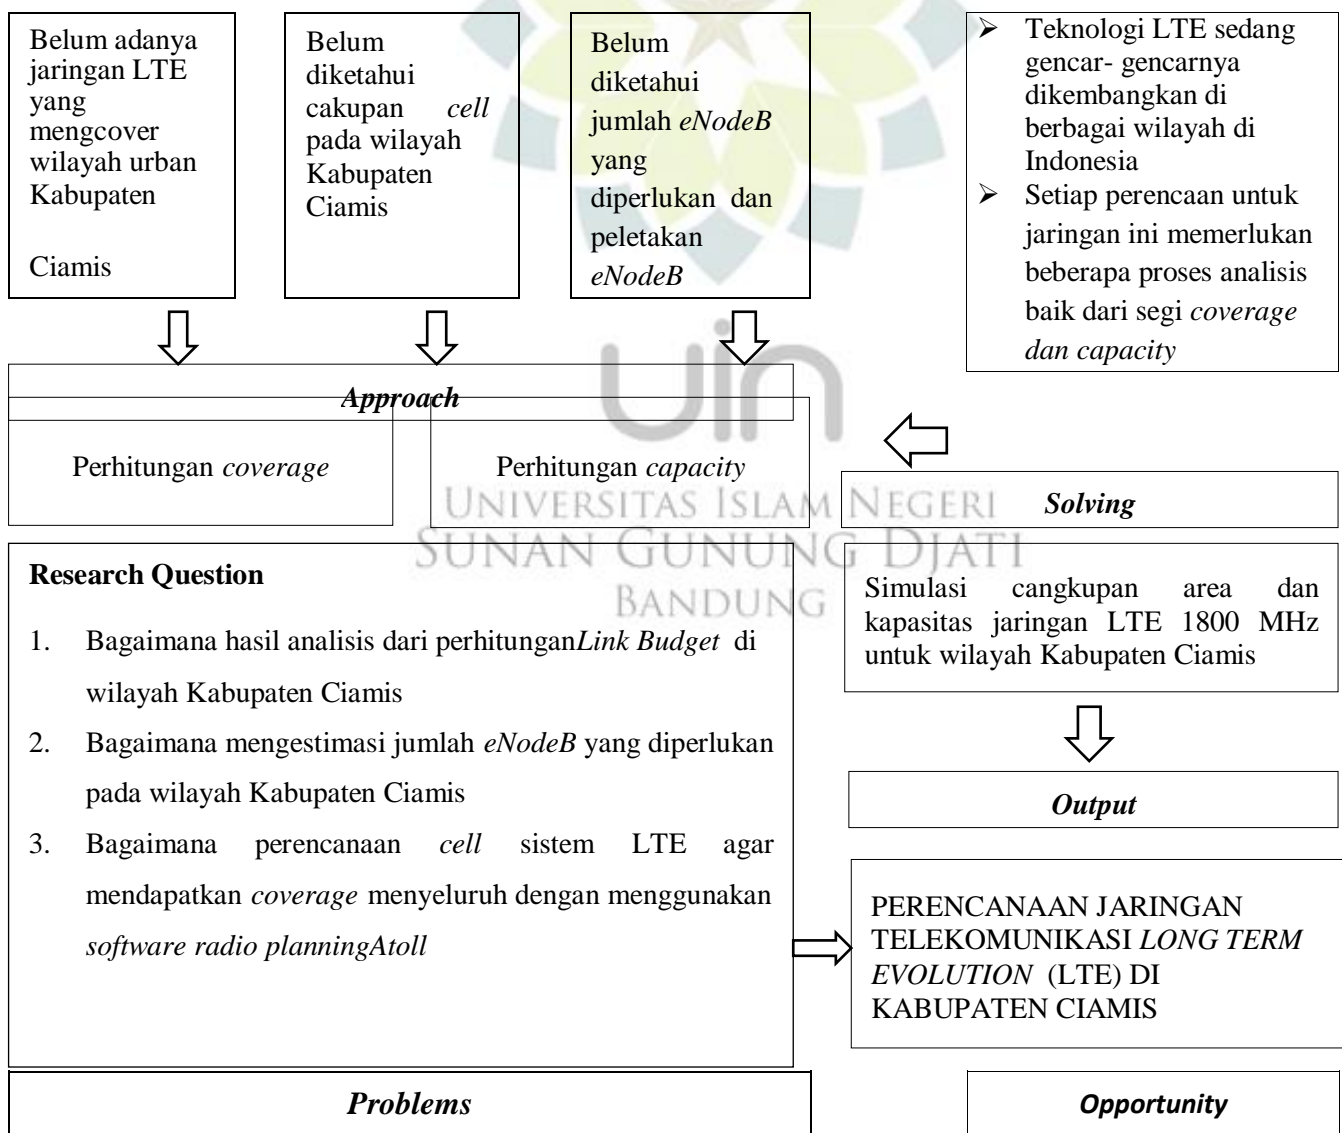 Belum adanya
jaringan LTE
yang
mengcover
wilayah urban
Kabupaten
Ciamis
Belum
diketahui
cakupan cell
pada wilayah
Kabupaten
Ciamis
Belum
diketahui
jumlah eNodeB
yang
diperlukan dan
peletakan
eNodeB
➢ Teknologi LTE sedang
gencar- gencarnya
dikembangkan di
berbagai wilayah di
Indonesia
➢ Setiap perencaan untuk
jaringan ini memerlukan
beberapa proses analisis
baik dari segi coverage
dan capacity
Approach
Perhitungan coverage
Perhitungan capacity
uin
UNIVERSITAS ISLAM NEGERI
SUNAN GUNUNG DJATI
BANDUNG
Solving
Research Question
1. Bagaimana hasil analisis dari perhitunganLink Budget di
wilayah Kabupaten Ciamis
2. Bagaimana mengestimasi jumlah eNodeB yang diperlukan
pada wilayah Kabupaten Ciamis
3. Bagaimana perencanaan cell sistem LTE agar
mendapatkan coverage menyeluruh dengan menggunakan
software radio planningAtoll
Simulasi cangkupan area dan
kapasitas jaringan LTE 1800 MHz
untuk wilayah Kabupaten Ciamis
Output
PERENCANAAN JARINGAN
TELEKOMUNIKASI LONG TERM
EVOLUTION (LTE) DI
KABUPATEN CIAMIS
Problems
Opportunity